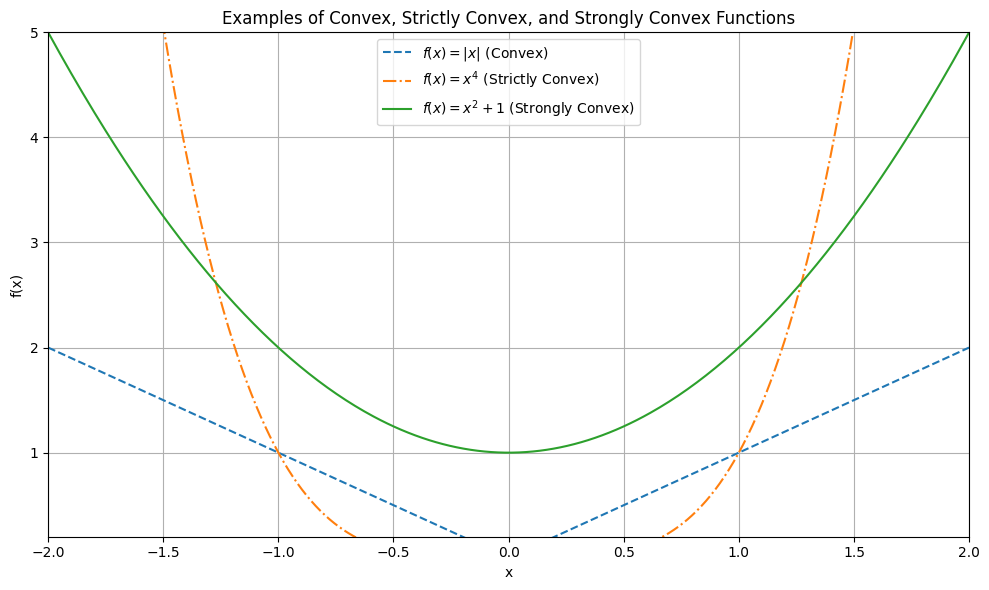 Examples of Convex, Strictly Convex, and Strongly Convex Functions
f(x) = |x| (Convex)
f(x) = x⁴ (Strictly Convex)
f(x) = x² + 1 (Strongly Convex)
f(x)
5
4
3
2
1
−2.0 −1.5 −1.0 −0.5 0.0 0.5 1.0 1.5 2.0
x